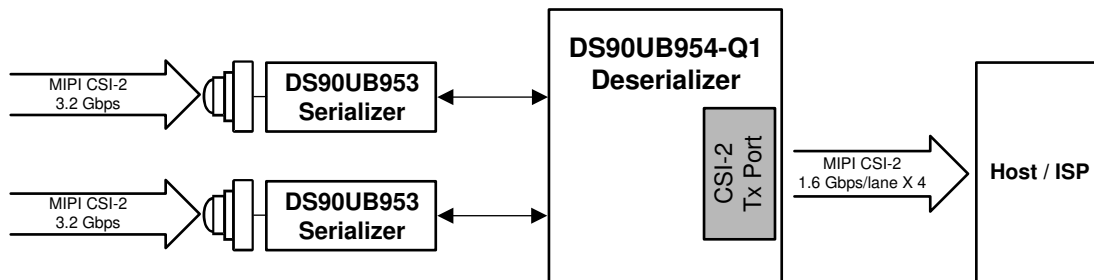 MIPI CSI-2
3.2 Gbps
DS90UB953
Serializer
MIPI CSI-2
3.2 Gbps
DS90UB953
Serializer
DS90UB954-Q1
Deserializer
CSI-2
Tx Port
MIPI CSI-2
1.6 Gbps/lane X 4
Host / ISP